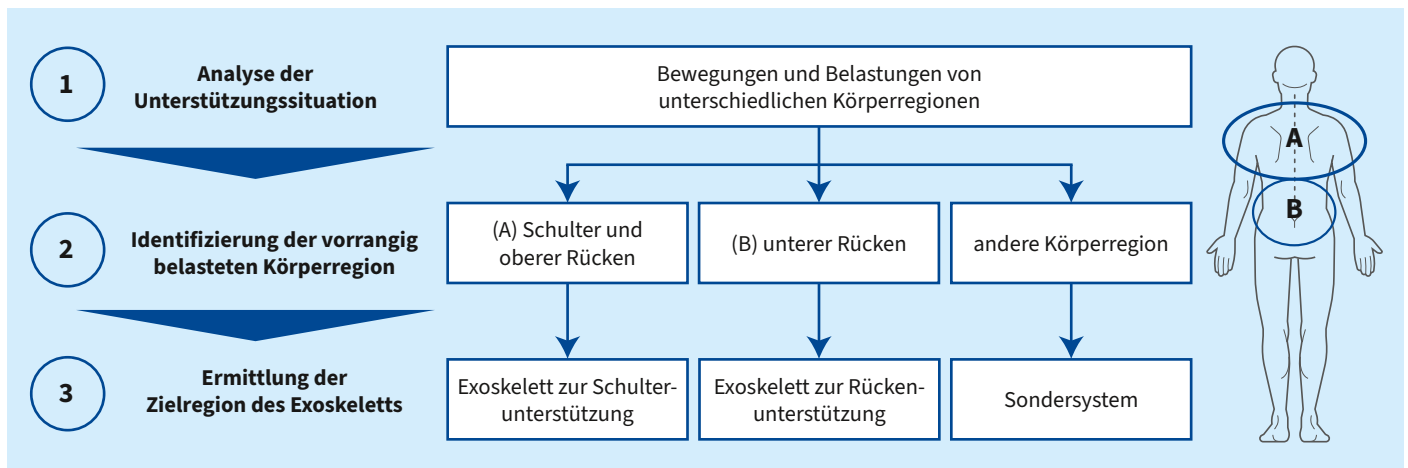 1
Analyse der
Unterstützungssituation
Bewegungen und Belastungen von
unterschiedlichen Körperregionen
A
B
2
Identifizierung der vorrangig
belasteten Körperregion
(A) Schulter und
oberer Rücken
(B) unterer Rücken
andere Körperregion
3
Ermittlung der
Zielregion des Exoskeletts
Exoskelett zur Schulter-
unterstützung
Exoskelett zur Rücken-
unterstützung
Sondersystem